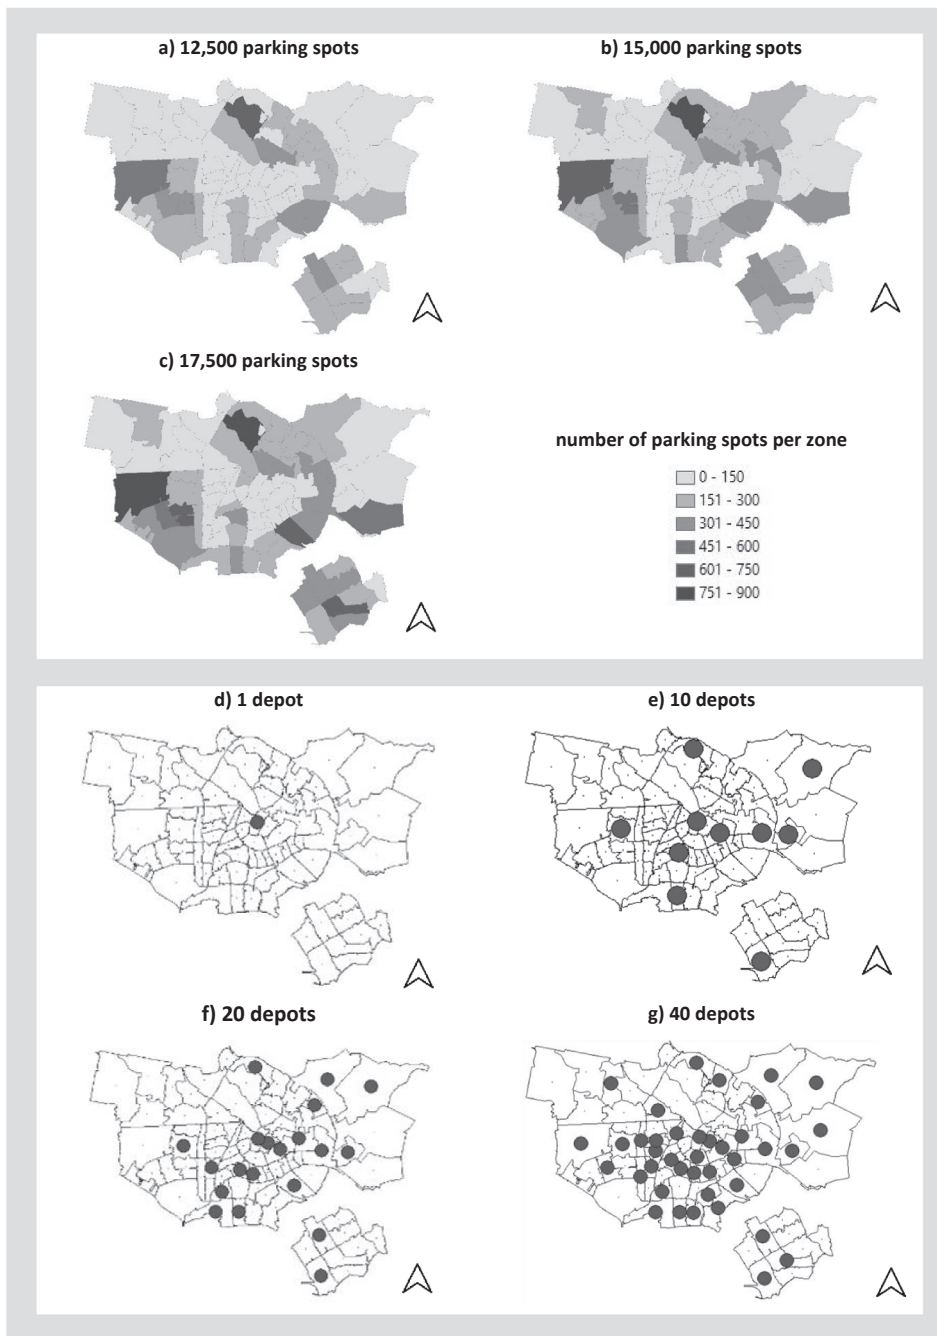 a) 12,500 parking spots
b) 15,000 parking spots
c) 17,500 parking spots
number of parking spots per zone
0 - 150
151 - 300
301 - 450
451 - 600
601 - 750
751 - 900
d) 1 depot
e) 10 depots
f) 20 depots
g) 40 depots